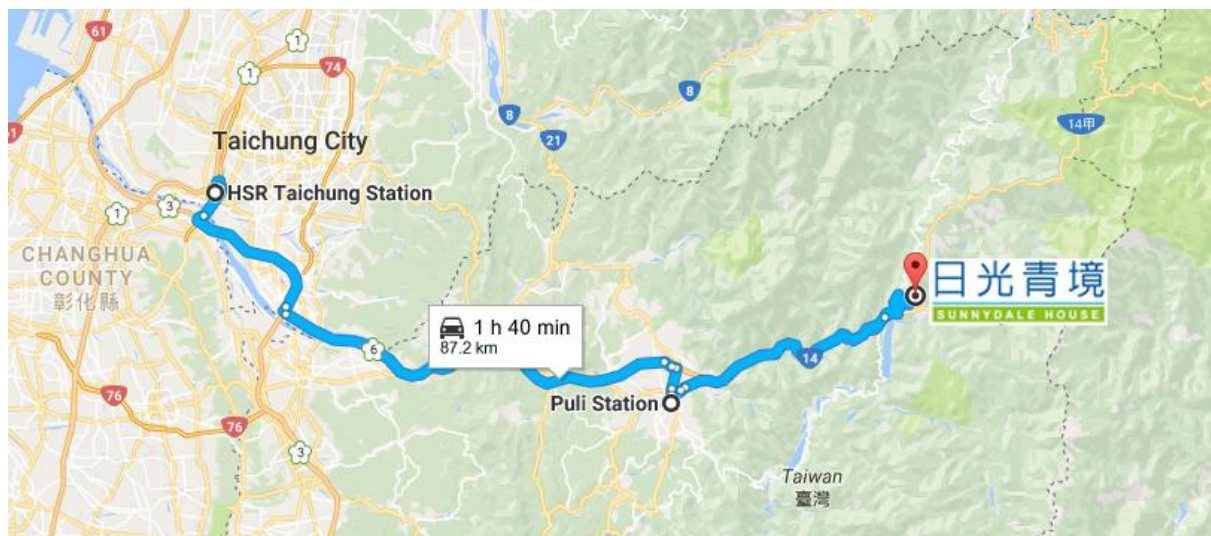 61
1
1
74
8
8
14甲
21
61
Taichung City
HSR Taichung Station
1
3
CHANGHUA
COUNTY
彰化縣
日光青境
SUNNYDALE HOUSE
1 h 40 min
87.2 km
6
14
Puli Station
76
76
3
Taiwan
臺灣